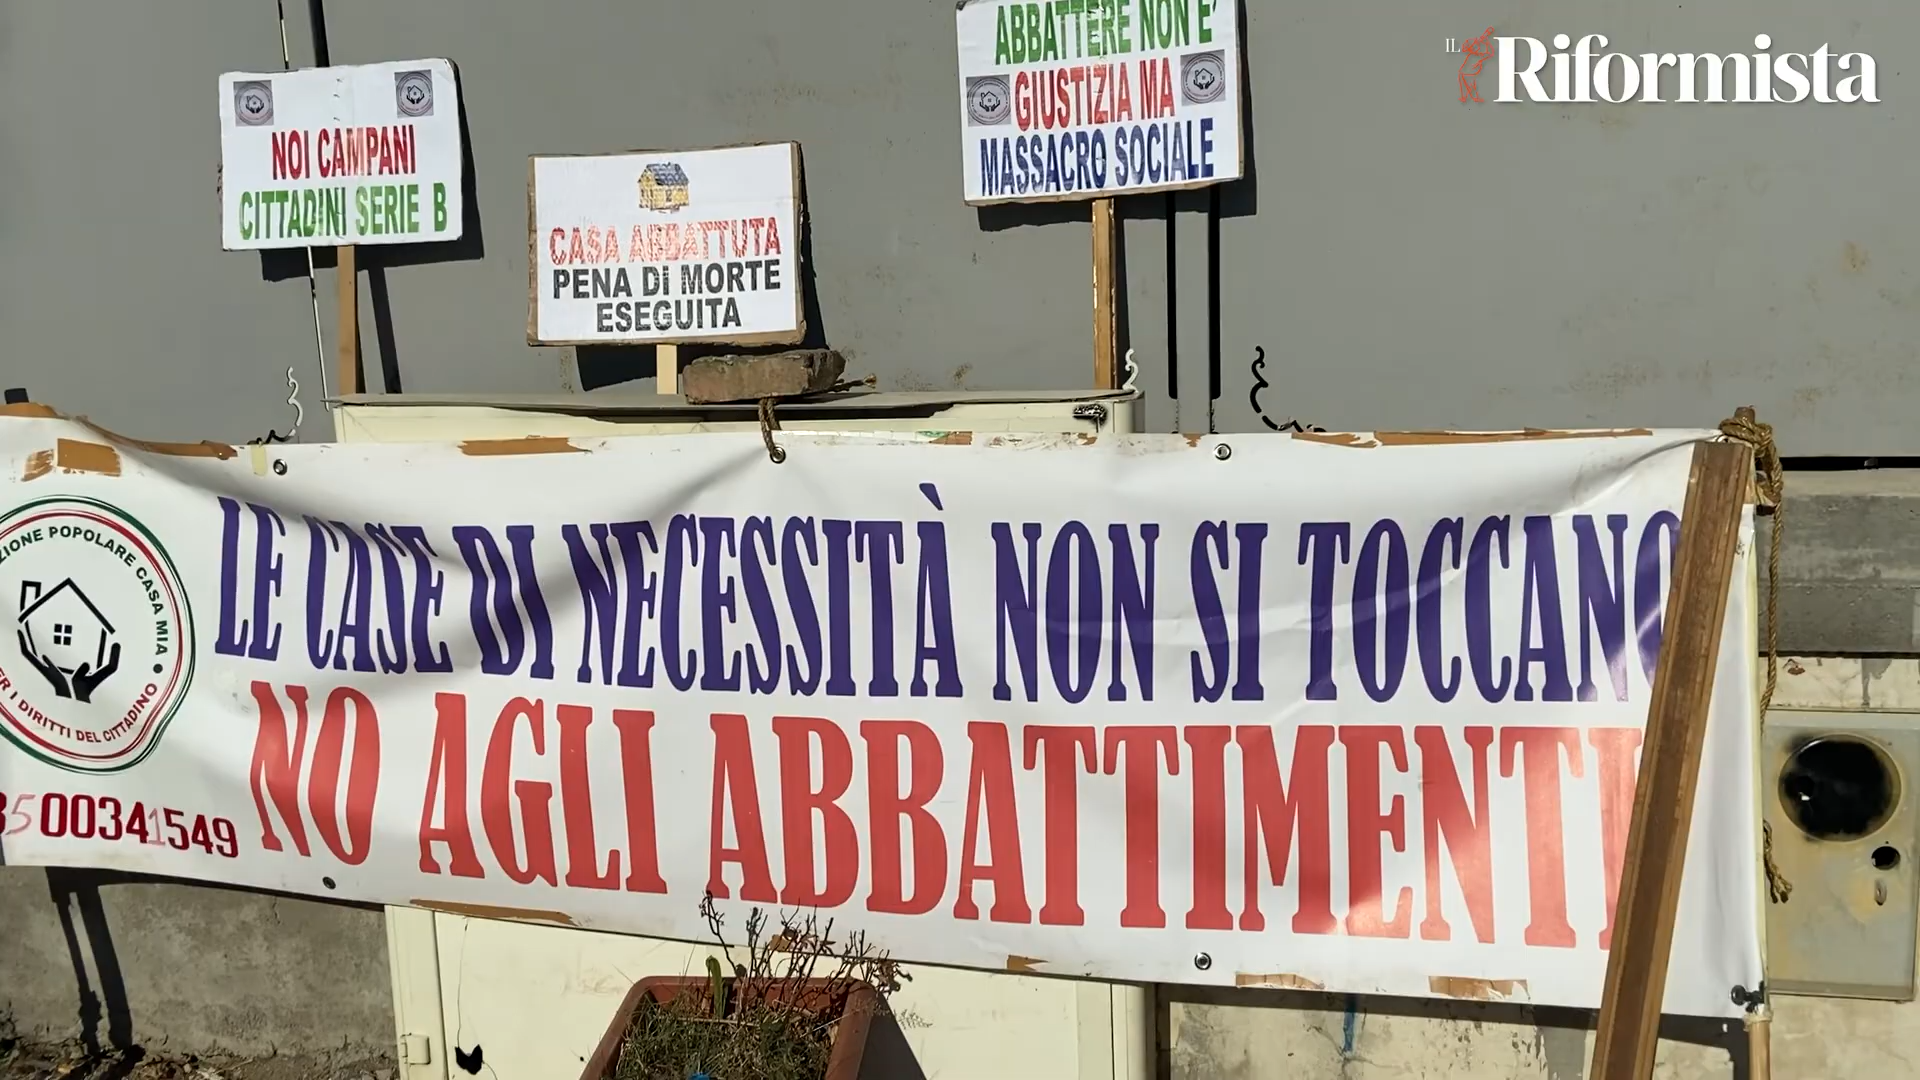 IL Riformista
NOI CAMPANI
CITTADINI SERIE B
CASA ABBATTUTA
PENA DI MORTE
ESEGUITA
ABBATTERE NON E'
GIUSTIZIA MA
MASSACRO SOCIALE
POPOLARE CASA MIA
I DIRITTI DEL CITTADINO
LE CASE DI NECESSITÀ NON SI TOCCANO
NO AGLI ABBATTIMENTI
3500341549